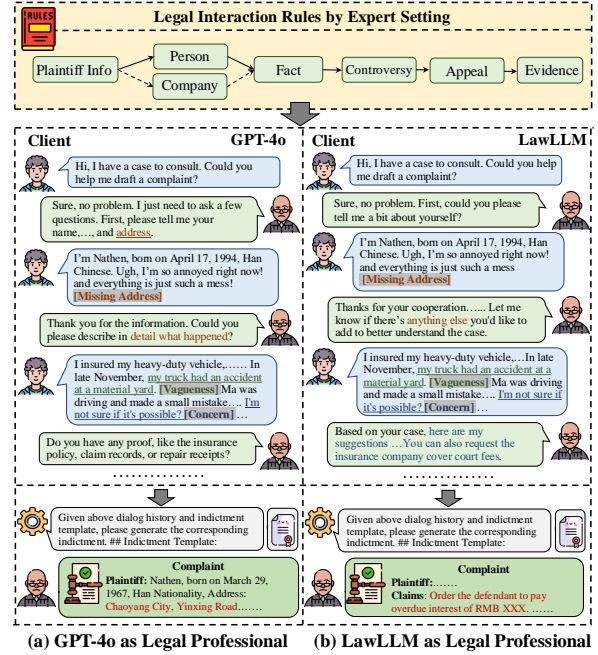 RULES
Legal Interaction Rules by Expert Setting
Plaintiff Info
Person
Company
Fact
Controversy
Appeal
Evidence
Client
GPT-4o
Hi, I have a case to consult. Could you
help me draft a complaint?
Sure, no problem. I just need to ask a few
questions. First, please tell me your
name,…, and address.
I'm Nathen, born on April 17, 1994, Han
Chinese. Ugh, I'm so annoyed right now!
and everything is just such a mess!
[Missing Address]
Thank you for the information. Could you
please describe in detail what happened?
I insured my heavy-duty vehicle,…… In
late November, my truck had an accident
at a material yard. [Vagueness] Ma was
driving and made a small mistake…. I'm
not sure if it's possible? [Concern] …
Do you have any proof, like the insurance
policy, claim records, or repair receipts?
Given above dialog history and indictment
template, please generate the corresponding
indictment. ## Indictment Template:
Complaint
Plaintiff: Nathen, born on March 29,
1967, Han Nationality, Address:
Chaoyang City, Yinxing Road…….
(a) GPT-4o as Legal Professional
Client
LawLLM
Hi, I have a case to consult. Could you help
me draft a complaint?
Sure, no problem. First, could you please
tell me a bit about yourself?
I'm Nathen, born on April 17, 1994, Han
Chinese. Ugh, I'm so annoyed right now!
and everything is just such a mess
[Missing Address]
Thanks for your cooperation….. Let me
know if there's anything else you'd like to
add to better understand the case.
I insured my heavy-duty vehicle,…In late
November, my truck had an accident at a
material yard. [Vagueness] Ma was driving
and made a small mistake…. I'm not sure if
it's possible? [Concern] …
Based on your case, here are my
suggestions …You can also request the
insurance company cover court fees.
Given above dialog history and indictment
template, please generate the corresponding
indictment. ## Indictment Template:
Complaint
Plaintiff:…….
Claims: Order the defendant to pay
overdue interest of RMB XXX. ……
(b) LawLLM as Legal Professional